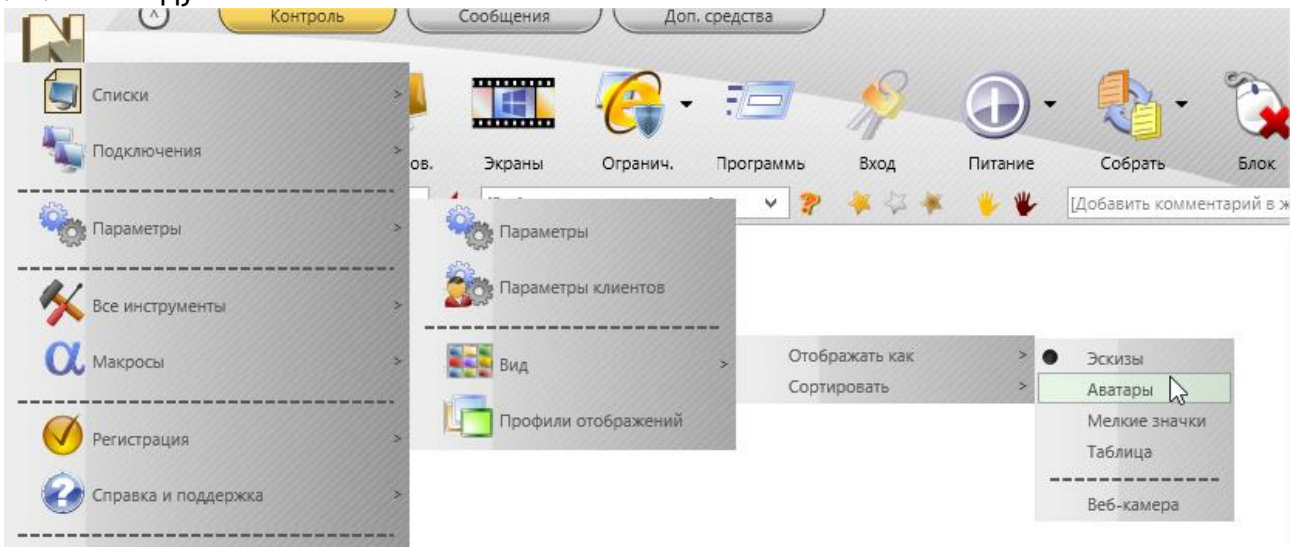 Контроль
Сообщения
Доп. средства
Списки
Подключения
ов.
Экраны
Огранич.
Программь
Вход
Питание
Собрать
Блок
[Добавить комментарий в ж
Параметры
Параметры
Параметры клиентов
Все инструменты
Макросы
Вид
Отображать как
Эскизы
Сортировать
Аватары
Профили отображений
Мелкие значки
Таблица
Регистрация
Справка и поддержка
Веб-камера